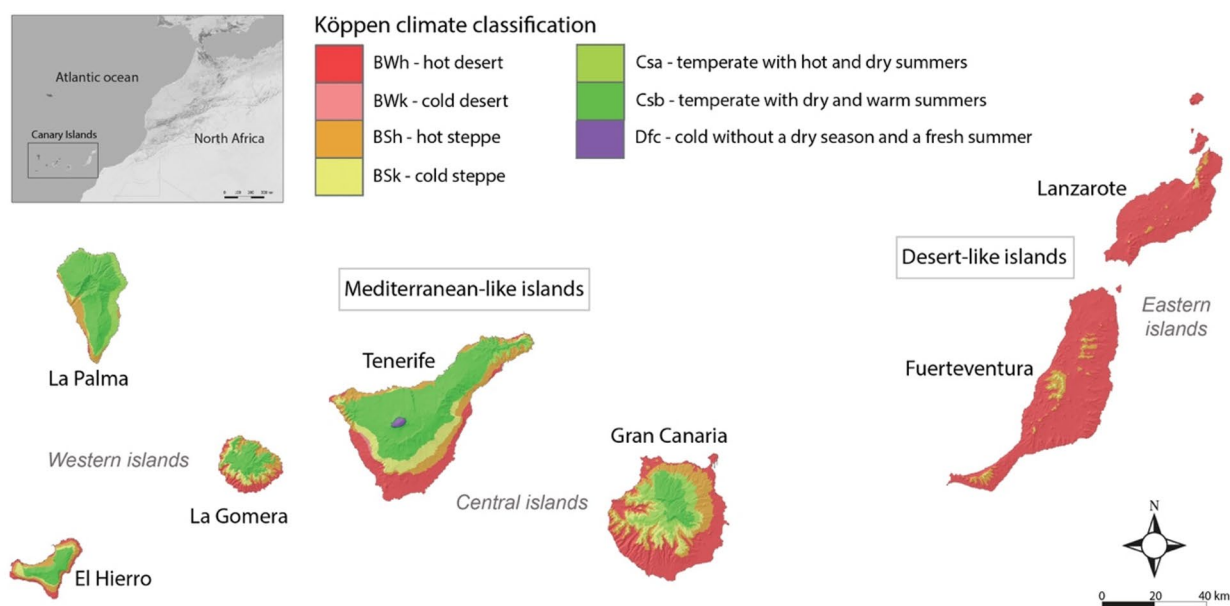 Köppen climate classification
Atlantic ocean
Canary Islands
North Africa
BWh - hot desert
BWk - cold desert
BSh - hot steppe
BSk - cold steppe
Csa - temperate with hot and dry summers
Csb - temperate with dry and warm summers
Dfc - cold without a dry season and a fresh summer
Lanzarote
Desert-like islands
Mediterranean-like islands
Eastern
islands
Tenerife
Fuerteventura
La Palma
Gran Canaria
Western islands
Central islands
La Gomera
El Hierro
N
0 20 40 km